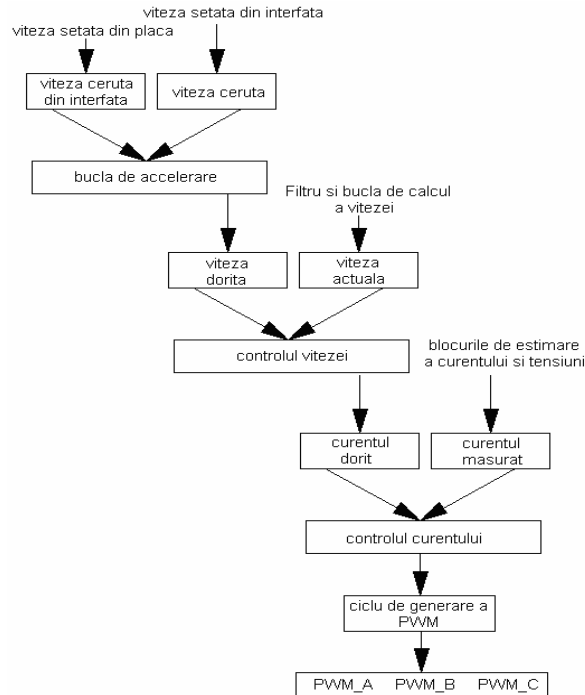 viteza setata din interfata
viteza setata din placa
viteza ceruta
din interfata
viteza ceruta
bucla de accelerare
Filtru si bucla de calcul
a vitezei
viteza
dorita
viteza
actuala
controlul vitezei
blocurile de estimare
a curentului si tensiuni
curentul
dorit
curentul
masurat
controlul curentului
ciclu de generare a
PWM
PWM_A PWM_B PWM_C